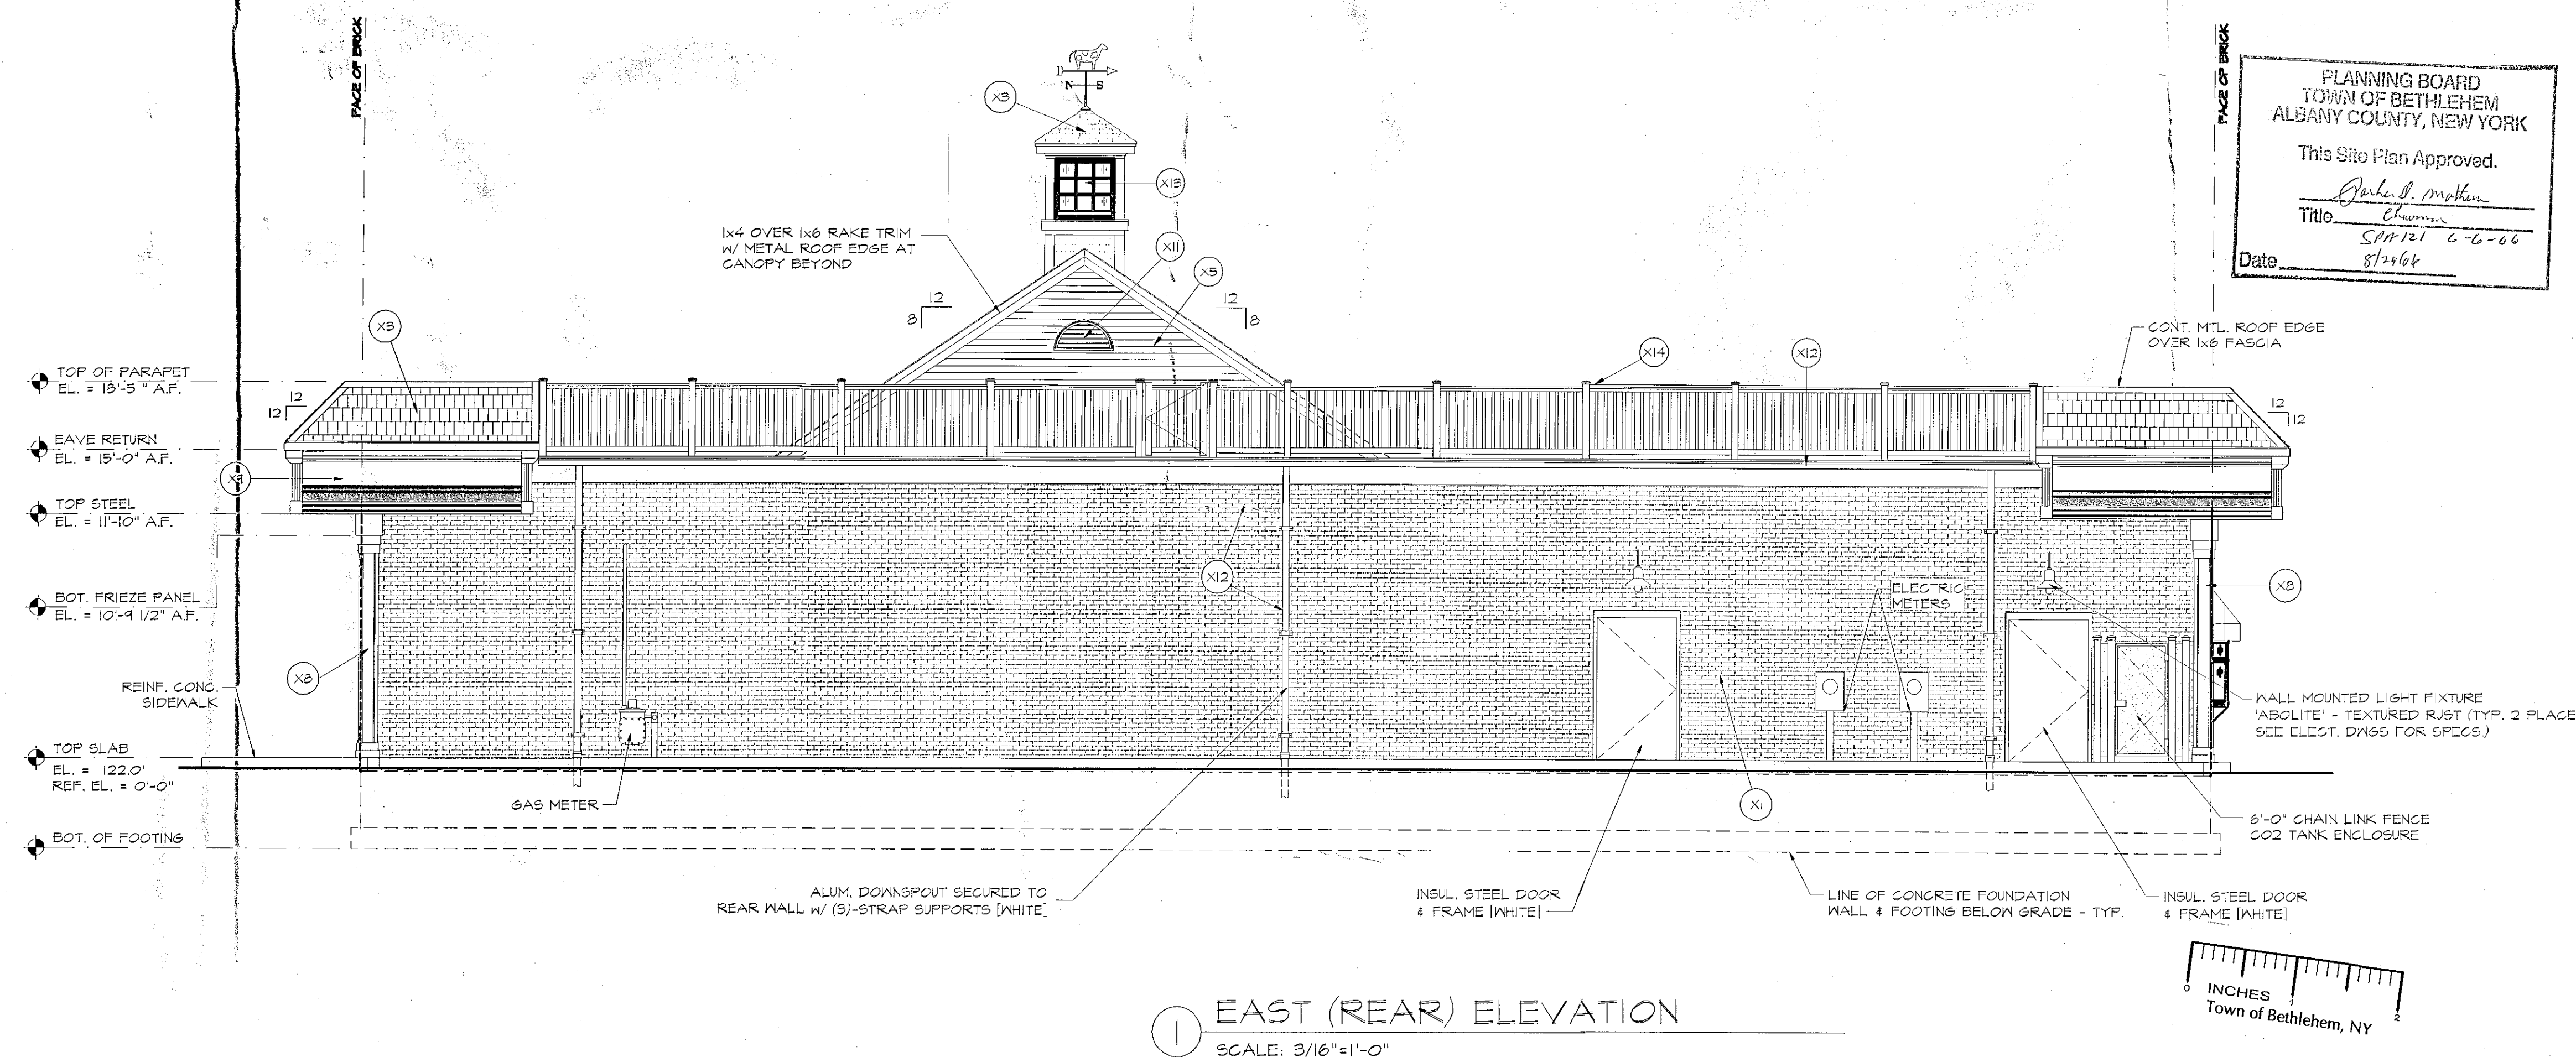 FACE OF BRICK
FACE OF BRICK
PLANNING BOARD
TOWN OF BETHLEHEM
ALBANY COUNTY, NEW YORK
This Site Plan Approved.
Title
SPA 121 6-6-06
Date
N S
X3
X13
X11
X5
1x4 OVER 1x6 RAKE TRIM
W/ METAL ROOF EDGE AT
CANOPY BEYOND
12
8
12
8
X3
X14
X12
CONT. MTL. ROOF EDGE
OVER 1x6 FASCIA
TOP OF PARAPET
EL. = 18'-5" A.F.
12
12
12
12
EAVE RETURN
EL. = 15'-0" A.F.
X9
TOP STEEL
EL. = 11'-10" A.F.
X12
BOT. FRIEZE PANEL
EL. = 10'-9 1/2" A.F.
ELECTRIC
METERS
X8
X8
REINF. CONC.
SIDEWALK
WALL MOUNTED LIGHT FIXTURE
'ABOLITE' - TEXTURED RUST (TYP. 2 PLACE
SEE ELECT. DWGS FOR SPECS.)
TOP SLAB
EL. = 122.0'
REF. EL. = 0'-0"
GAS METER
X1
6'-0" CHAIN LINK FENCE
CO2 TANK ENCLOSURE
BOT. OF FOOTING
ALUM. DOWNSPOUT SECURED TO
REAR WALL W/ (3)-STRAP SUPPORTS [WHITE]
INSUL. STEEL DOOR
& FRAME [WHITE]
LINE OF CONCRETE FOUNDATION
WALL & FOOTING BELOW GRADE - TYP.
INSUL. STEEL DOOR
& FRAME [WHITE]
0 1 2
INCHES
Town of Bethlehem, NY
1 EAST (REAR) ELEVATION
SCALE: 3/16"=1'-0"